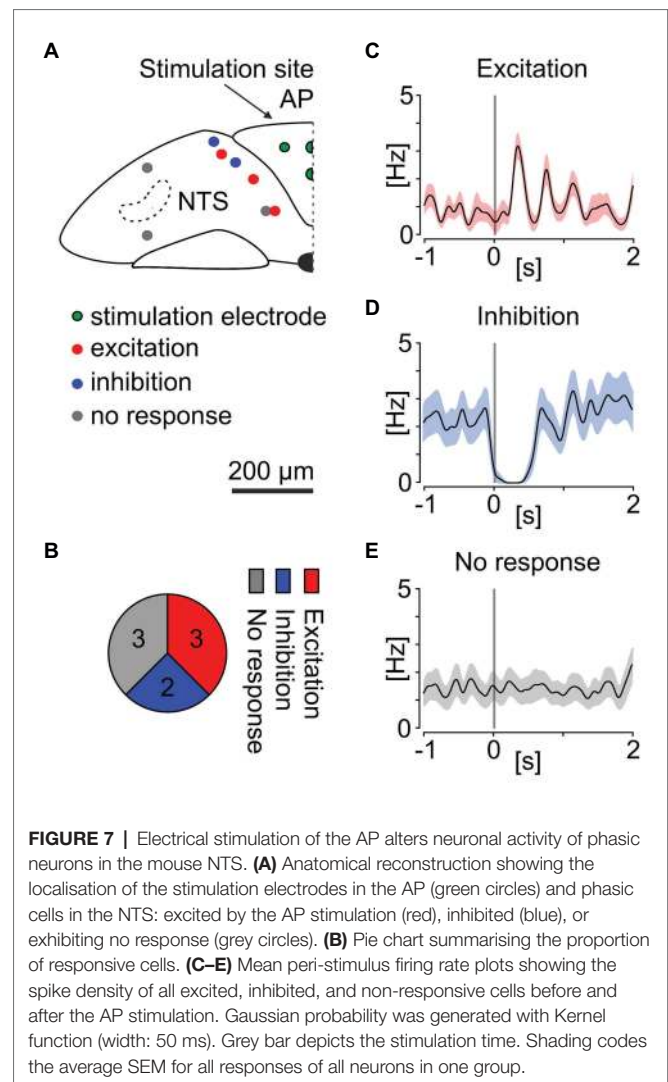 A
Stimulation site
AP
NTS
stimulation electrode
excitation
inhibition
no response
200 µm
B
3
3
2
No response
Inhibition
Excitation
C
Excitation
5
[Hz]
0
-1
0
[s]
2
D
Inhibition
5
[Hz]
0
-1
0
[s]
2
E
No response
5
[Hz]
0
-1
0
[s]
2
FIGURE 7 | Electrical stimulation of the AP alters neuronal activity of phasic
neurons in the mouse NTS. (A) Anatomical reconstruction showing the
localisation of the stimulation electrodes in the AP (green circles) and phasic
cells in the NTS: excited by the AP stimulation (red), inhibited (blue), or
exhibiting no response (grey circles). (B) Pie chart summarising the proportion
of responsive cells. (C–E) Mean peri-stimulus firing rate plots showing the
spike density of all excited, inhibited, and non-responsive cells before and
after the AP stimulation. Gaussian probability was generated with Kernel
function (width: 50 ms). Grey bar depicts the stimulation time. Shading codes
the average SEM for all responses of all neurons in one group.